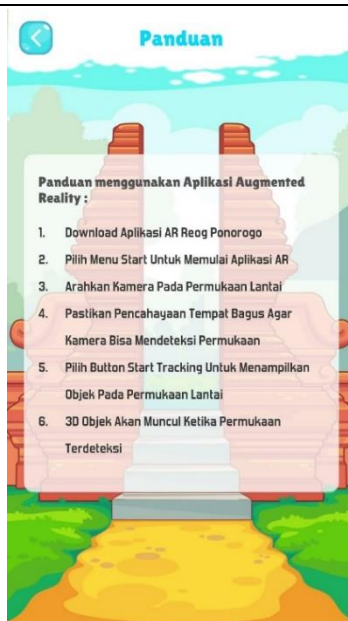 Panduan
Panduan menggunakan Aplikasi Augmented
Reality :
1. Download Aplikasi AR Reog Ponorogo
2. Pilih Menu Start Untuk Memulai Aplikasi AR
3. Arahkan Kamera Pada Permukaan Lantai
4. Pastikan Pencahayaan Tempat Bagus Agar
Kamera Bisa Mendeteksi Permukaan
5. Pilih Button Start Tracking Untuk Menampilkan
Objek Pada Permukaan Lantai
6. 3D Objek Akan Muncul Ketika Permukaan
Terdeteksi